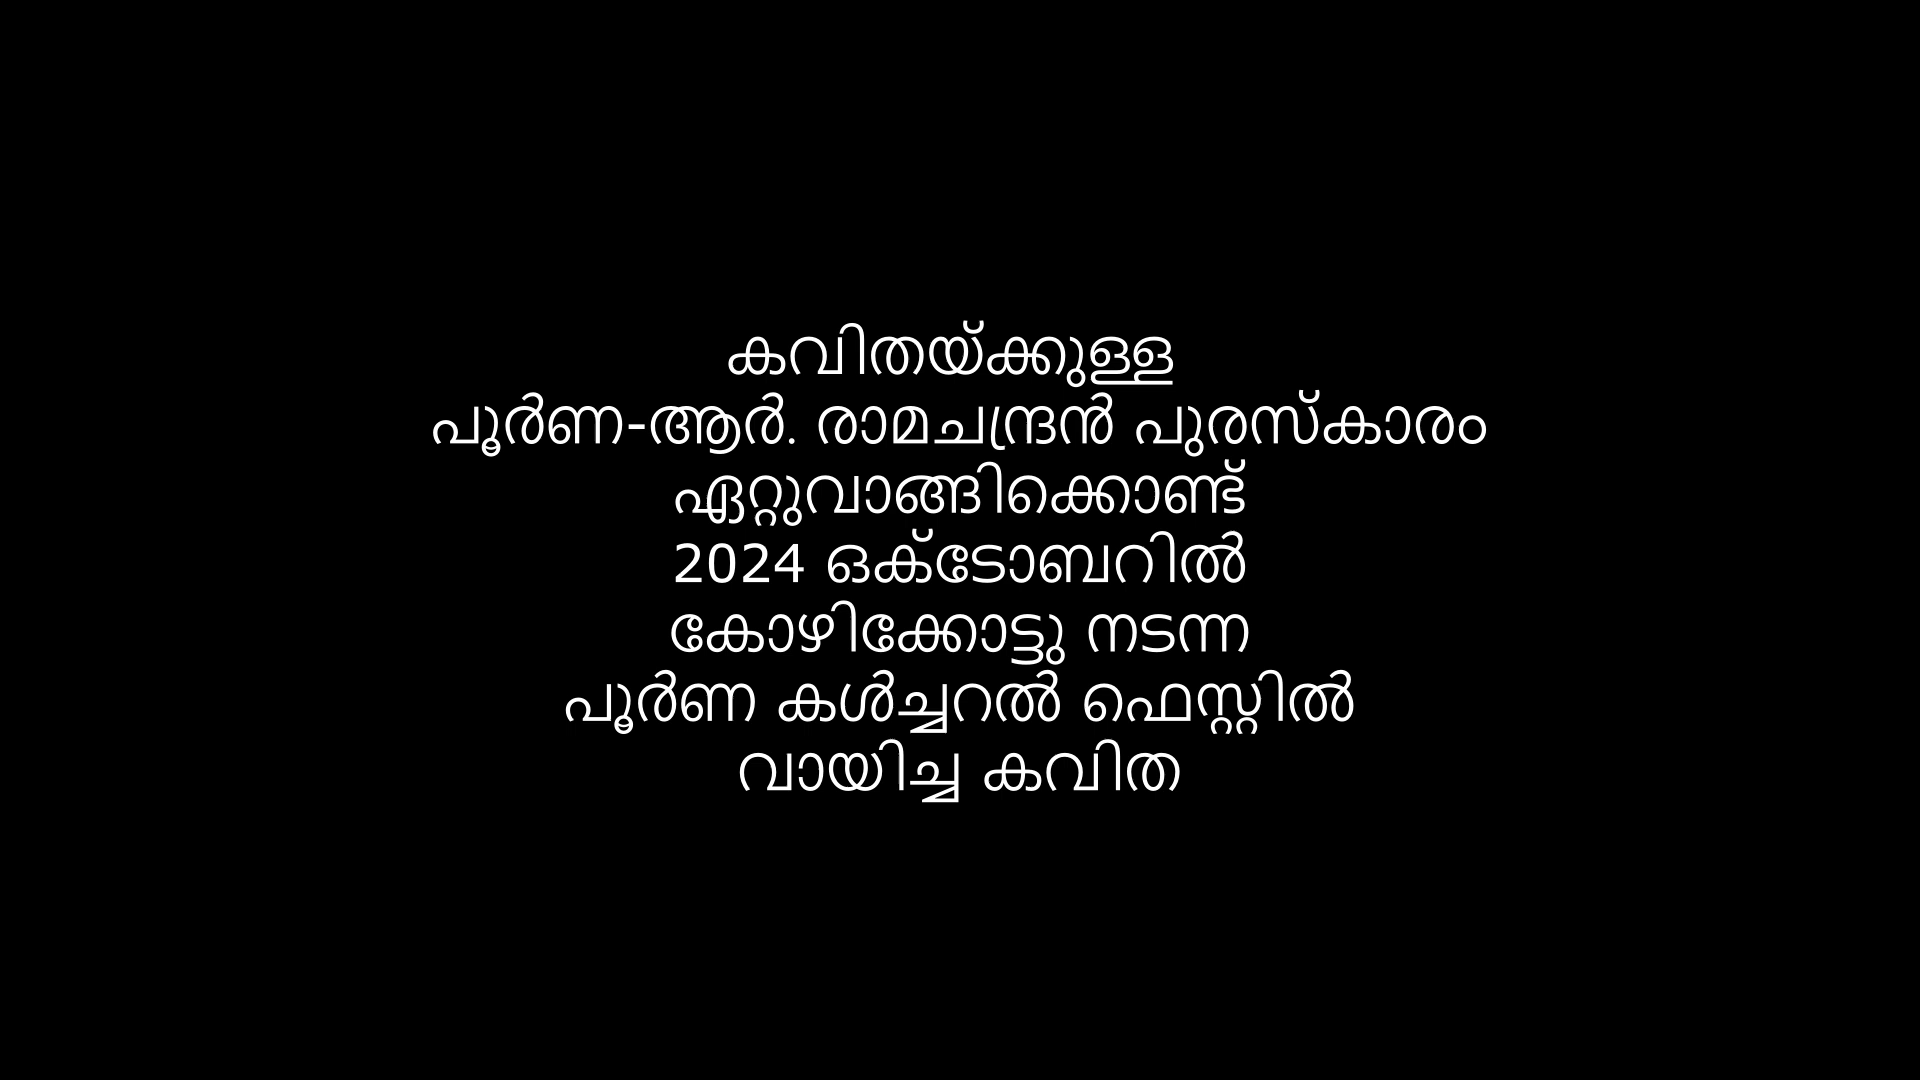 കവിതയ്ക്കുള്ള
പൂർണ-ആർ. രാമചന്ദ്രൻ പുരസ്കാരം
ഏറ്റുവാങ്ങിക്കൊണ്ട്
2024 ഒക്ടോബറിൽ
കോഴിക്കോട്ടു നടന്ന
പൂർണ കൾച്ചറൽ ഫെസ്റ്റിൽ
വായിച്ച കവിത